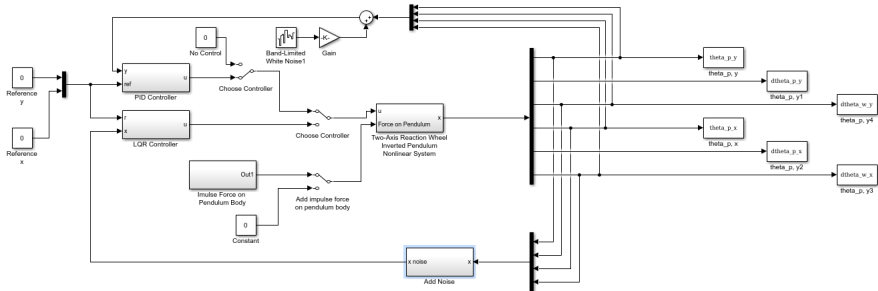 0
No Control
Band-Limited
White Noise1
-K-
Gain
++
0
Reference
y
y
ref
u
PID Controller
Choose Controller
r
x
u
LQR Controller
Choose Controller
u
Force on Pendulum
x
Two-Axis Reaction Wheel
Inverted Pendulum
Nonlinear System
0
Reference
x
Out1
Imulse Force on
Pendulum Body
Add impulse force
on pendulum body
0
Constant
x noise
x
Add Noise
theta_p_y
theta_p, y
dtheta_p_y
theta_p, y1
dtheta_w_y
theta_p, y4
theta_p_x
theta_p, x
dtheta_p_x
theta_p, y2
dtheta_w_x
theta_p, y3